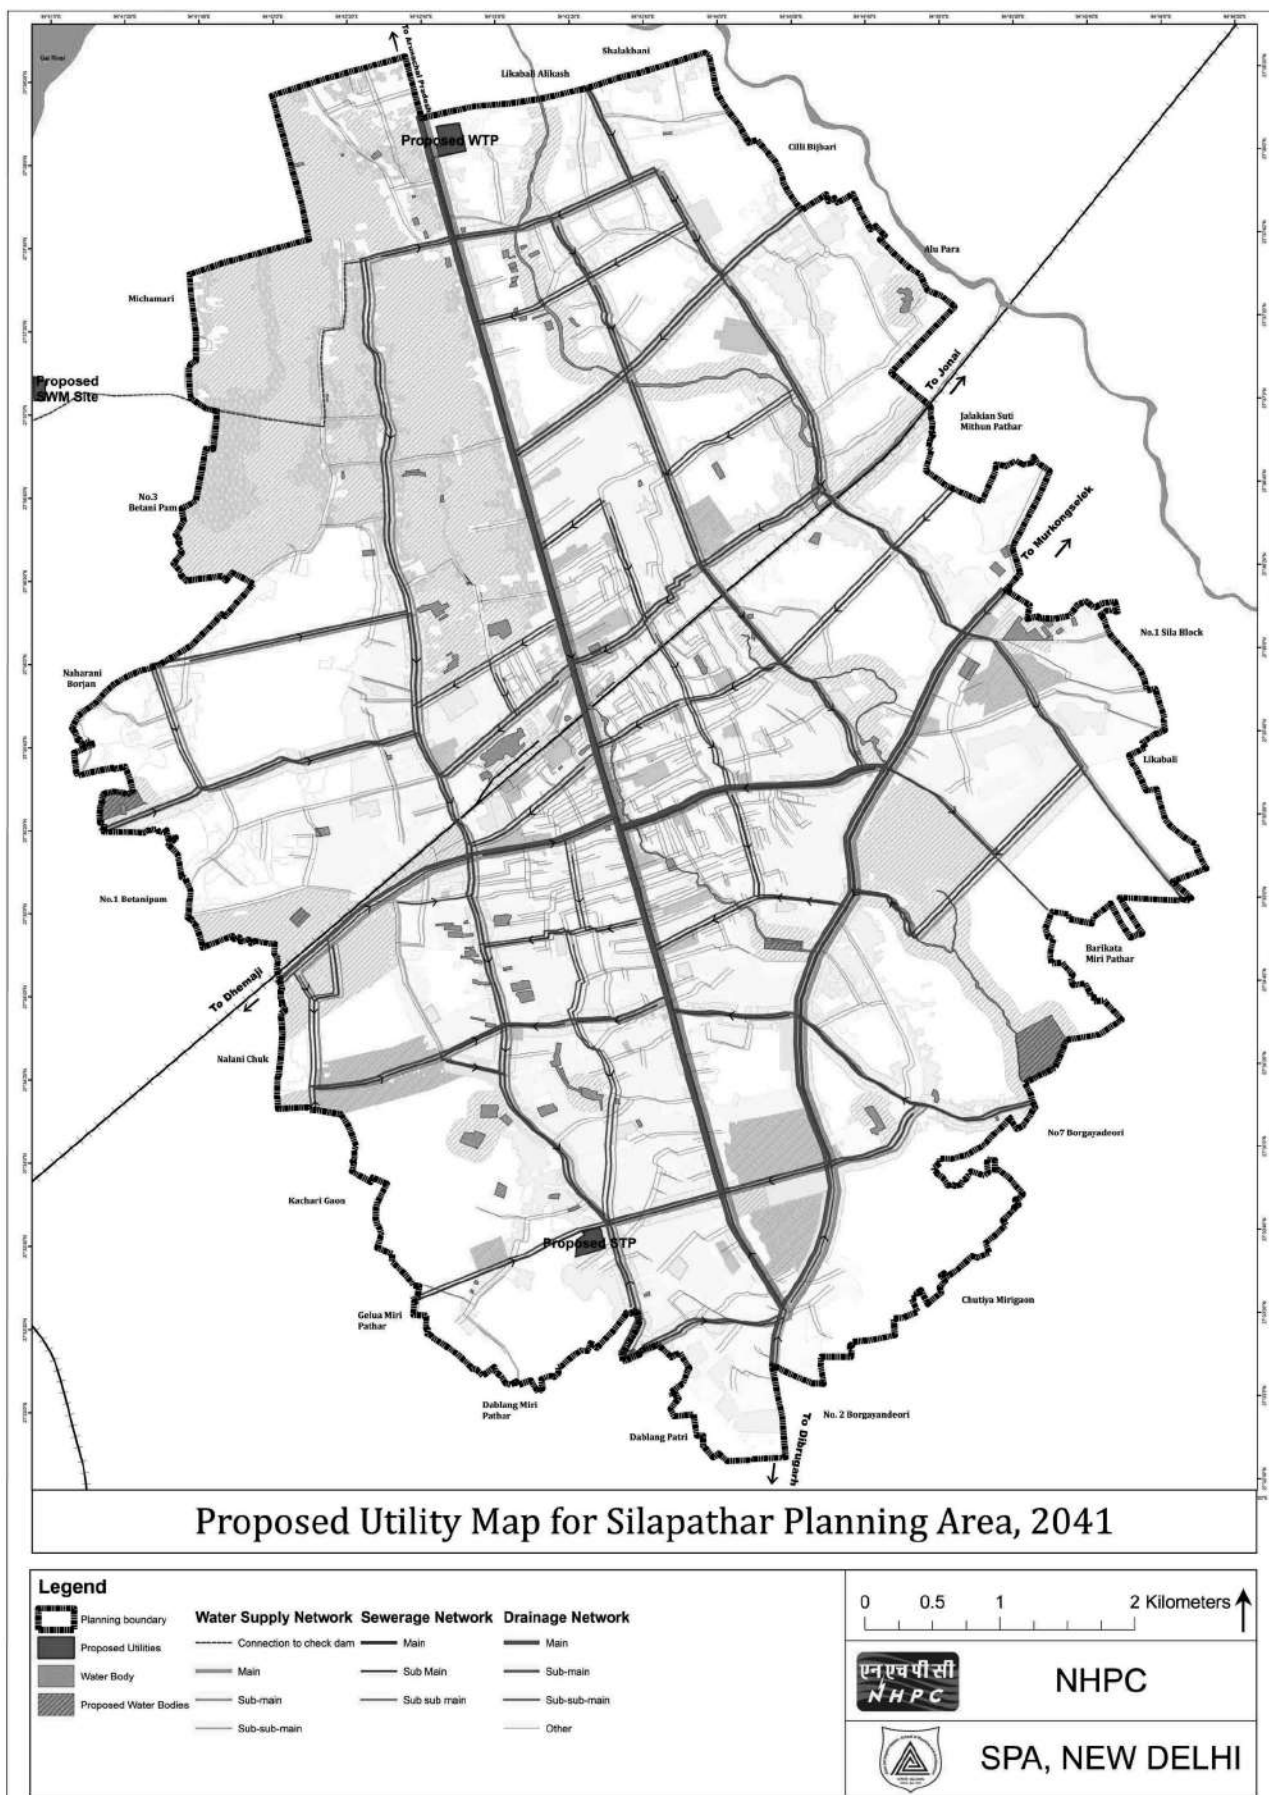 To Arunachal Pradesh
Shalakhani
Likabali Alikash
Proposed WTP
Cilli Bijbari
Alu Para
Michamari
Proposed
SWM Site
To Jonai
Jalakian Suti
Mithun Pathar
No.3
Betani Pam
To Murkongselek
No.1 Sila Block
Naharani
Borjan
Likabali
No.1 Betanipam
Barikata
Miri Pathar
To Dhemaji
Nalani Chuk
No7 Borgayadeori
Kachari Gaon
Proposed STP
Chutiya Mirigaon
Gelua Miri
Pathar
Dablang Miri
Pathar
No. 2 Borgayandeori
Dablang Patri
To Dibrugarh
Proposed Utility Map for Silapathar Planning Area, 2041
Legend
Planning boundary
Proposed Utilities
Water Body
Proposed Water Bodies
Water Supply Network
Connection to check dam
Main
Sub-main
Sub-sub-main
Sewerage Network
Main
Sub Main
Sub sub main
Drainage Network
Main
Sub-main
Sub-sub-main
Other
0 0.5 1 2 Kilometers
एन एच पी सी
NHPC
NHPC
SPA, NEW DELHI